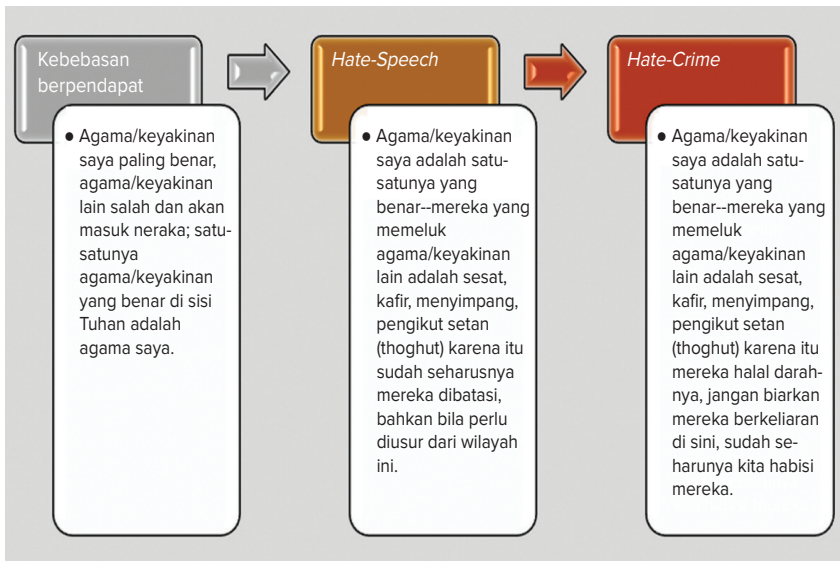 Kebebasan
berpendapat
● Agama/keyakinan
saya paling benar,
agama/keyakinan
lain salah dan akan
masuk neraka; satu-
satunya
agama/keyakinan
yang benar di sisi
Tuhan adalah
agama saya.
Hate-Speech
● Agama/keyakinan
saya adalah satu-
satunya yang
benar--mereka yang
memeluk
agama/keyakinan
lain adalah sesat,
kafir, menyimpang,
pengikut setan
(thoghut) karena itu
sudah seharusnya
mereka dibatasi,
bahkan bila perlu
diusur dari wilayah
ini.
Hate-Crime
● Agama/keyakinan
saya adalah satu-
satunya yang
benar--mereka yang
memeluk
agama/keyakinan
lain adalah sesat,
kafir, menyimpang,
pengikut setan
(thoghut) karena itu
mereka halal darah-
nya, jangan biarkan
mereka berkeliaran
di sini, sudah se-
harunya kita habisi
mereka.